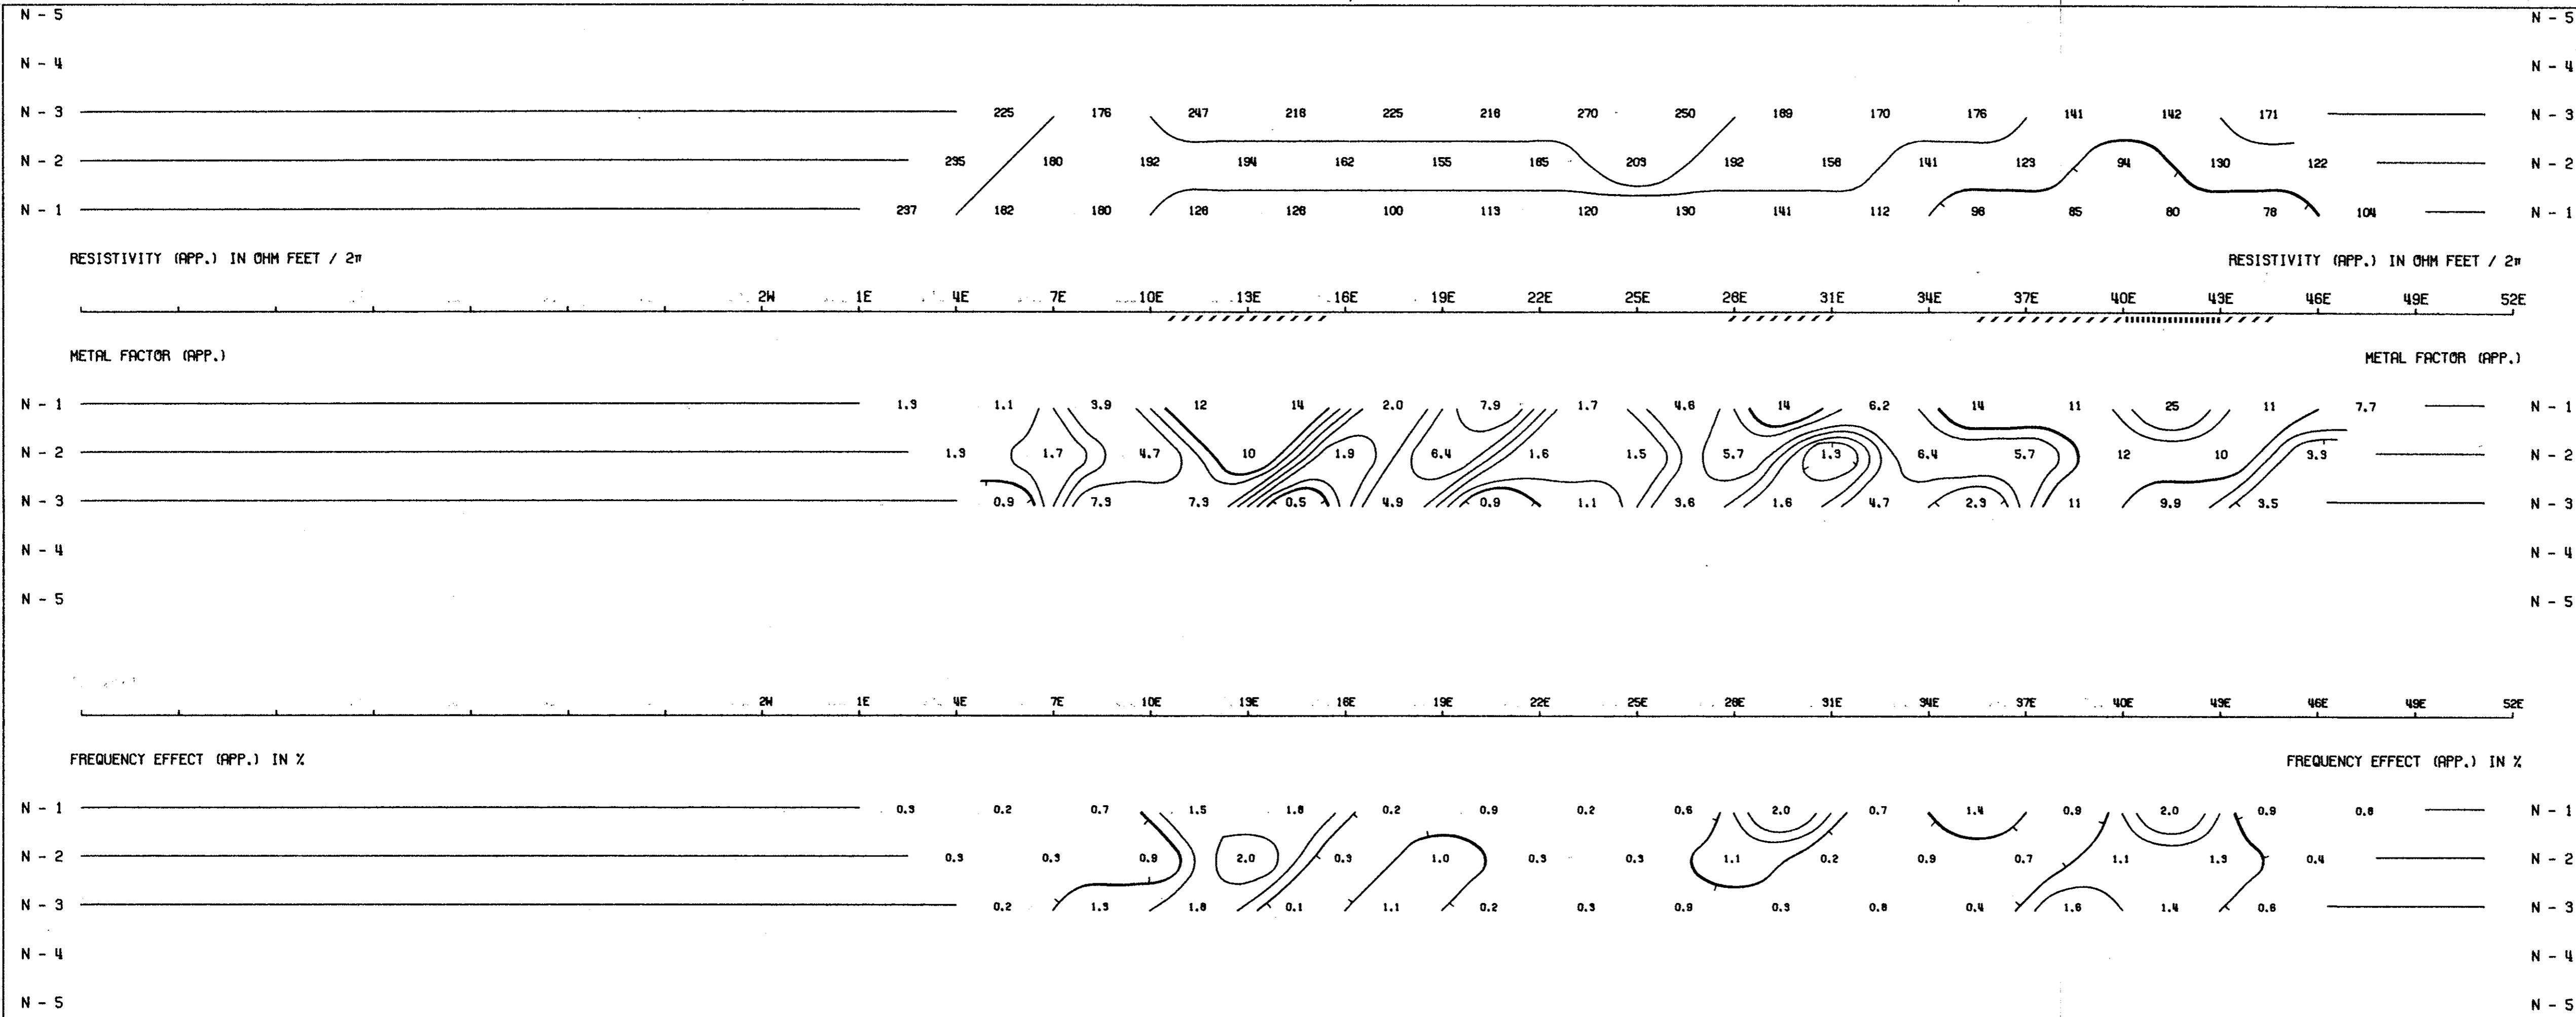 N - 5 N - 5
N - 4 N - 4
N - 3 225 176 247 218 225 218 270 250 189 170 176 141 142 171 N - 3
N - 2 235 180 192 194 162 155 185 203 192 158 141 123 94 130 122 N - 2
N - 1 237 182 180 128 128 100 113 120 130 141 112 96 85 80 78 104 N - 1
RESISTIVITY (APP.) IN OHM FEET / 2π RESISTIVITY (APP.) IN OHM FEET / 2π
2W 1E 4E 7E 10E 13E 16E 19E 22E 25E 28E 31E 34E 37E 40E 43E 46E 49E 52E
METAL FACTOR (APP.) METAL FACTOR (APP.)
N - 1 1.3 1.1 3.9 12 14 2.0 7.9 1.7 4.6 14 6.2 14 11 25 11 7.7 N - 1
N - 2 1.3 1.7 4.7 10 1.9 6.4 1.6 1.5 5.7 1.3 6.4 5.7 12 10 3.3 N - 2
N - 3 0.9 7.3 7.3 0.5 4.9 0.9 1.1 3.6 1.6 4.7 2.3 11 9.9 3.5 N - 3
N - 4 N - 4
N - 5 N - 5
2W 1E 4E 7E 10E 13E 16E 19E 22E 25E 28E 31E 34E 37E 40E 43E 46E 49E 52E
FREQUENCY EFFECT (APP.) IN % FREQUENCY EFFECT (APP.) IN %
N - 1 0.3 0.2 0.7 1.5 1.8 0.2 0.9 0.2 0.6 2.0 0.7 1.4 0.9 2.0 0.9 0.8 N - 1
N - 2 0.3 0.3 0.9 2.0 0.3 1.0 0.3 0.3 1.1 0.2 0.9 0.7 1.1 1.3 0.4 N - 2
N - 3 0.2 1.3 1.8 0.1 1.1 0.2 0.3 0.9 0.3 0.8 0.4 1.6 1.4 0.6 N - 3
N - 4 N - 4
N - 5 N - 5